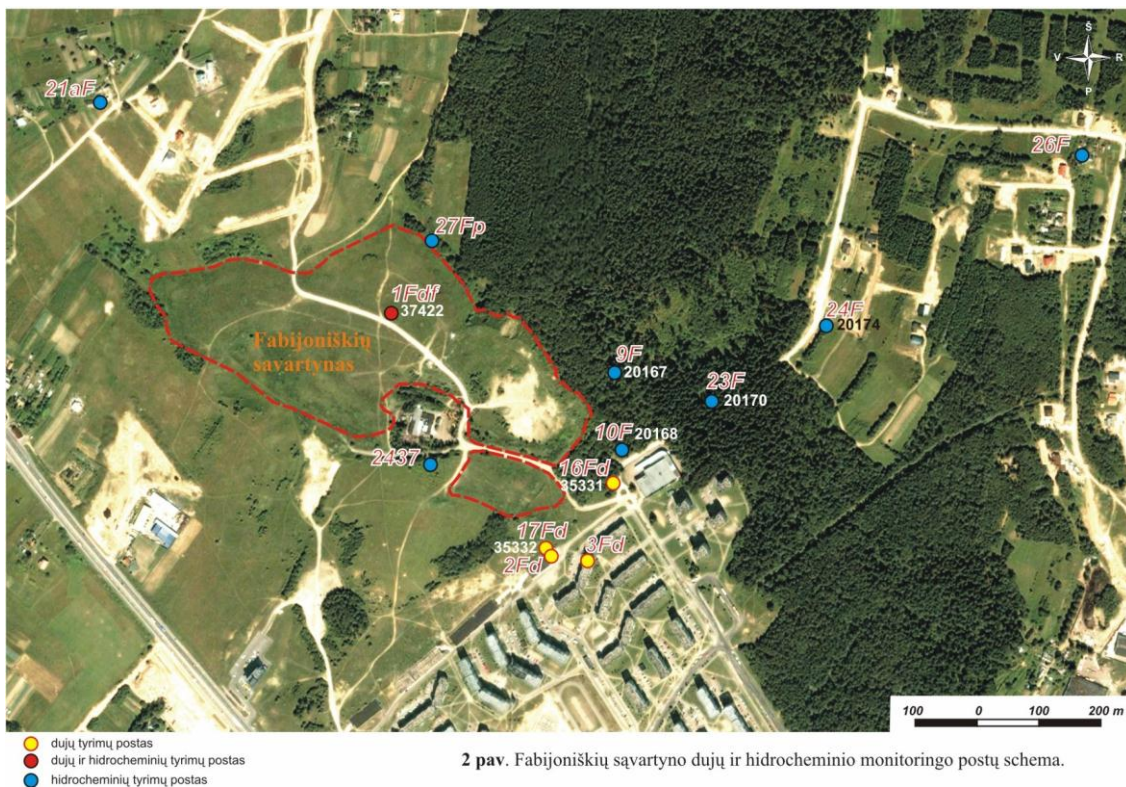 Š
V R
P
21aF
26F
27Fp
1Fdf
37422
24F
20174
Fabijoniškių
savartynas
9F
20167
23F
20170
10F 20168
2437
16Fd
35331
17Fd
35332
2Fd
3Fd
100 0 100 200 m
dujų tyrimų postas
dujų ir hidrocheminių tyrimų postas
hidrocheminių tyrimų postas
2 pav. Fabijoniškių sąvartyno dujų ir hidrocheminio monitoringo postų schema.